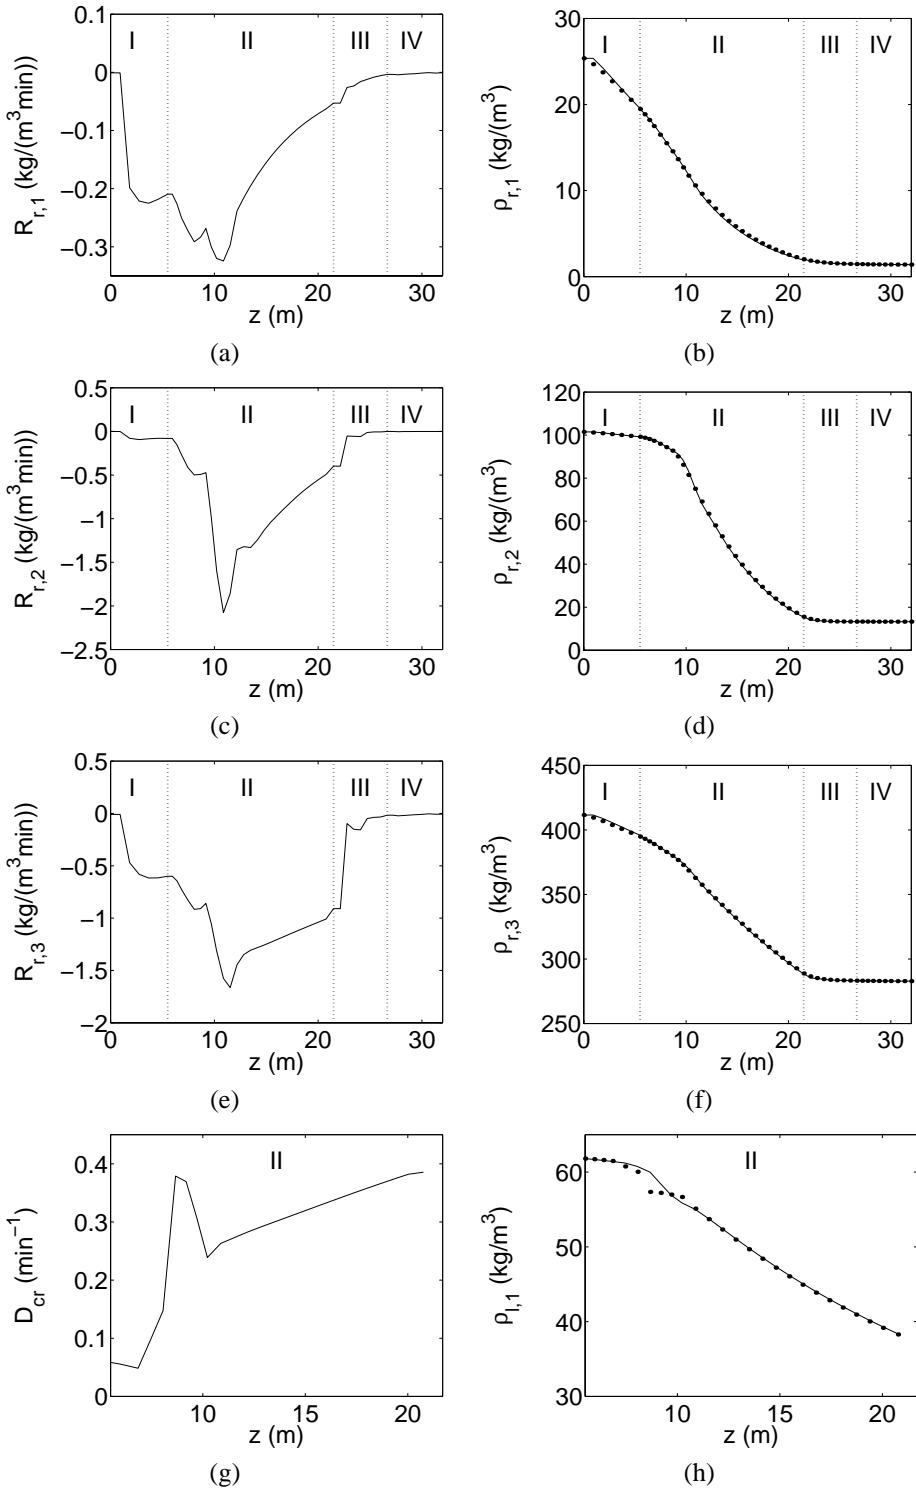 0.1
0
−0.1
−0.2
−0.3
R_{r,1} (kg/(m^3min))
I II III IV
0 10 20 30
z (m)
(a)
30
20
10
0
ρ_{r,1} (kg/(m^3)
I II III IV
0 10 20 30
z (m)
(b)
0.5
0
−0.5
−1
−1.5
−2
−2.5
R_{r,2} (kg/(m^3min))
I II III IV
0 10 20 30
z (m)
(c)
120
100
80
60
40
20
0
ρ_{r,2} (kg/(m^3)
I II III IV
0 10 20 30
z (m)
(d)
0.5
0
−0.5
−1
−1.5
−2
R_{r,3} (kg/(m^3min))
I II III IV
0 10 20 30
z (m)
(e)
450
400
350
300
250
ρ_{r,3} (kg/m^3)
I II III IV
0 10 20 30
z (m)
(f)
0.4
0.3
0.2
0.1
0
D_{cr} (min^{−1})
II
10 15 20
z (m)
(g)
60
50
40
30
ρ_{l,1} (kg/m^3)
II
10 15 20
z (m)
(h)